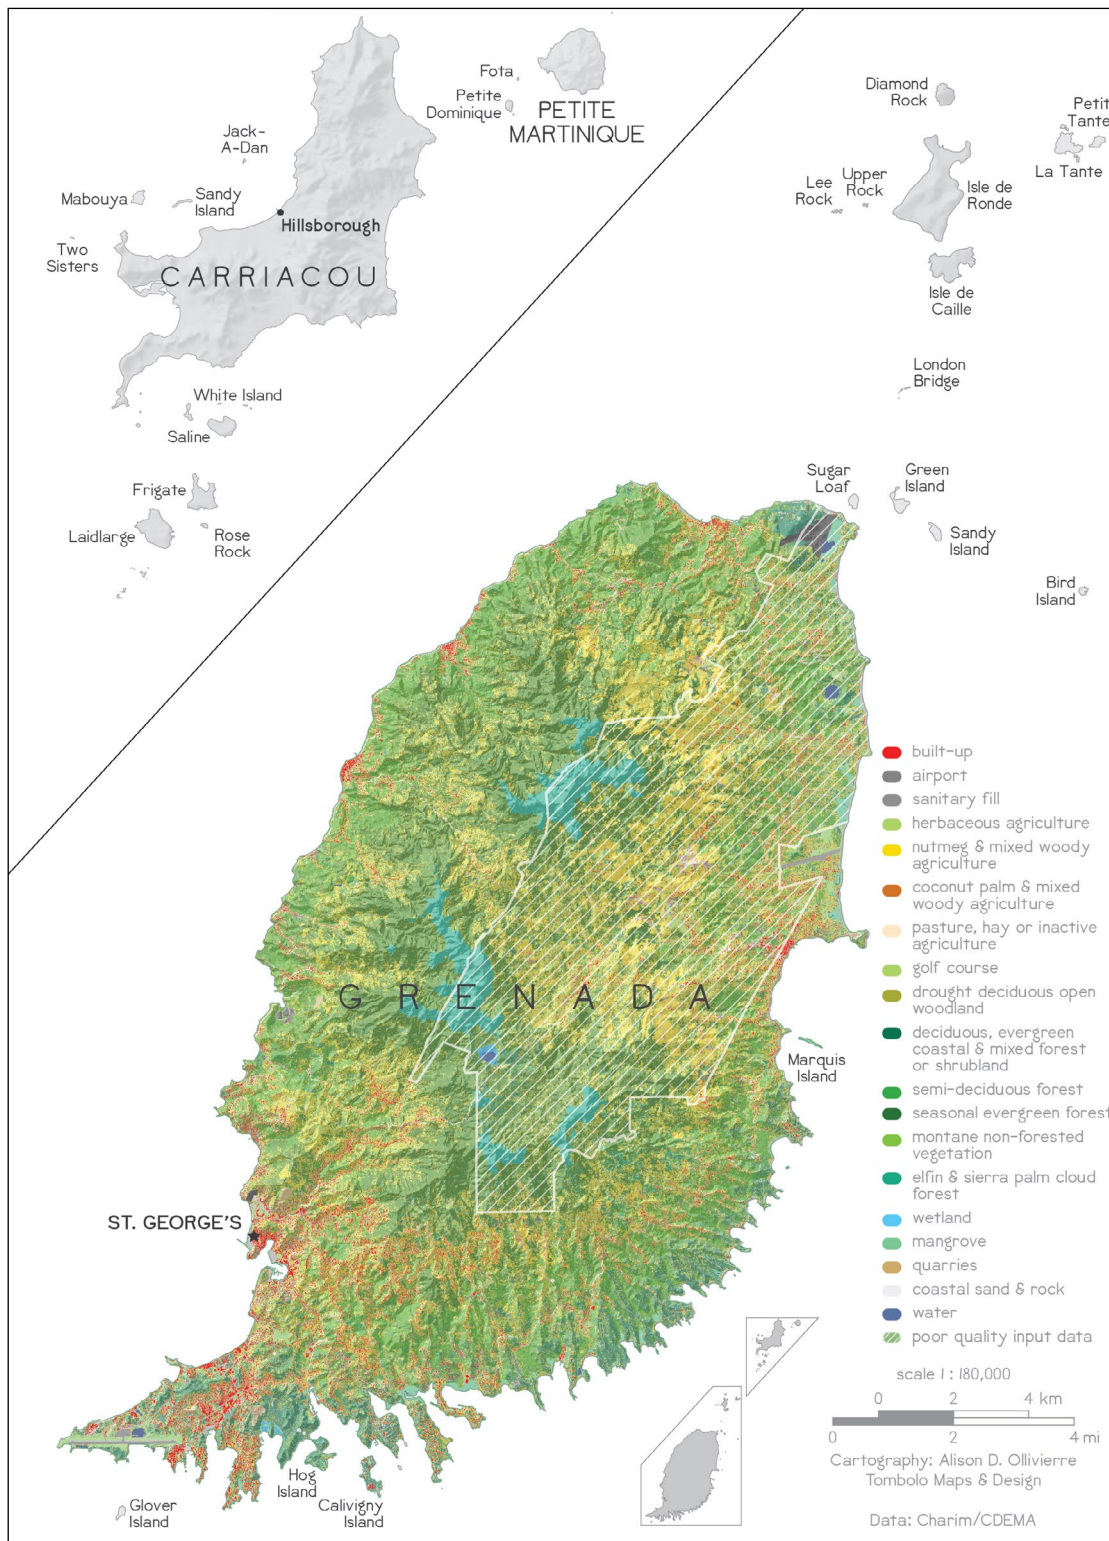 Fota
Petite
Dominique
PETITE
MARTINIQUE
Jack-
A-Dan
Mabouya
Sandy
Island
Hillsborough
Two
Sisters
CARRIACOU
White Island
Saline
Frigate
Laidlarge
Rose
Rock
Diamond
Rock
Petit
Tante
La Tante
Lee
Rock
Upper
Rock
Isle de
Ronde
Isle de
Caille
London
Bridge
Sugar
Loaf
Green
Island
Sandy
Island
Bird
Island
GRENADA
Marquis
Island
ST. GEORGE'S
Hog
Island
Calivigny
Island
Glover
Island
built-up
airport
sanitary fill
herbaceous agriculture
nutmeg & mixed woody
agriculture
coconut palm & mixed
woody agriculture
pasture, hay or inactive
agriculture
golf course
drought deciduous open
woodland
deciduous, evergreen
coastal & mixed forest
or shrubland
semi-deciduous forest
seasonal evergreen forest
montane non-forested
vegetation
elfin & sierra palm cloud
forest
wetland
mangrove
quarries
coastal sand & rock
water
poor quality input data
scale 1 : 180,000
0 2 4 km
0 2 4 mi
Cartography: Alison D. Ollivierre
Tombolo Maps & Design
Data: Charim/CDEMA